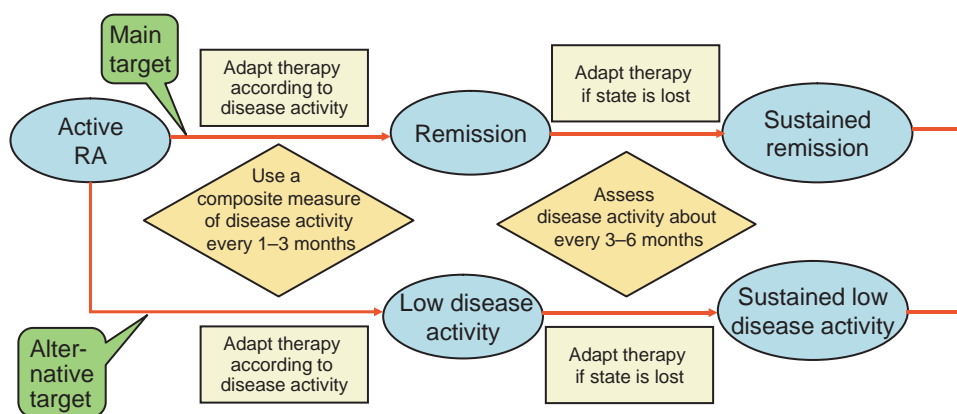 Main
target
Adapt therapy
according to
disease activity
Adapt therapy
if state is lost
Active
RA
Remission
Sustained
remission
Use a
composite measure
of disease activity
every 1–3 months
Assess
disease activity about
every 3–6 months
Low disease
activity
Sustained low
disease activity
Alter-
native
target
Adapt therapy
according to
disease activity
Adapt therapy
if state is lost